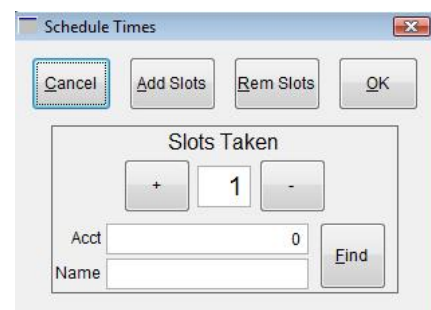 Schedule Times
Cancel Add Slots Rem Slots OK
Slots Taken
+ 1 -
Acct 0
Find
Name